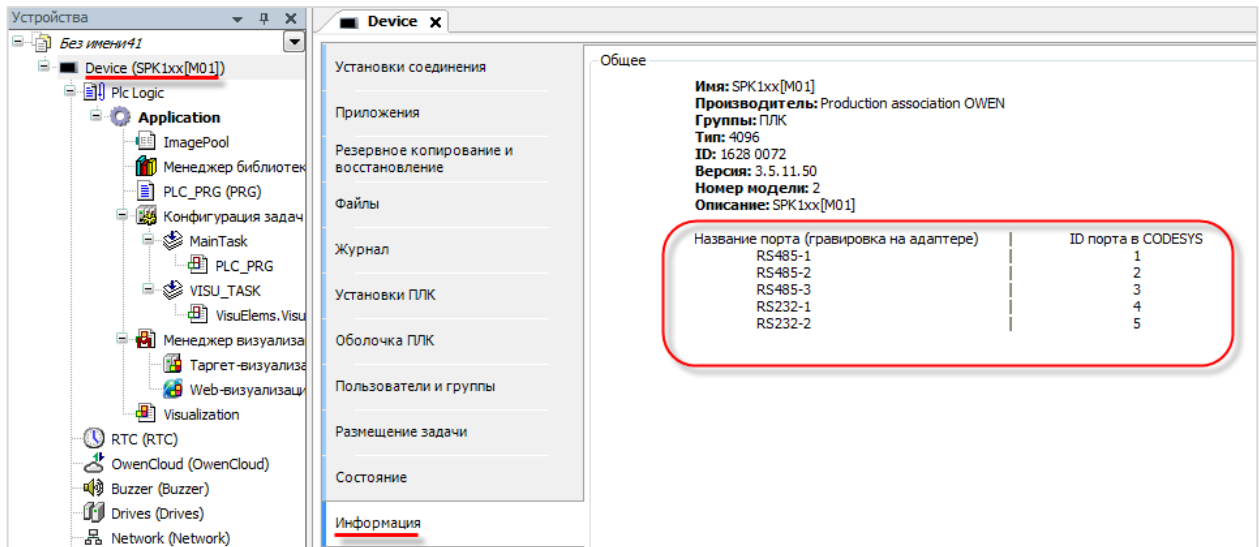 Устройства
Без имени41
Device (SPK1xx[M01])
Plc Logic
Application
ImagePool
Менеджер библиотек
PLC_PRG (PRG)
Конфигурация задач
MainTask
PLC_PRG
VISU_TASK
VisuElems.Visu
Менеджер визуализа
Таргет-визуализа
Web-визуализаци
Visualization
RTC (RTC)
OwenCloud (OwenCloud)
Buzzer (Buzzer)
Drives (Drives)
Network (Network)
Device
Установки соединения
Приложения
Резервное копирование и
восстановление
Файлы
Журнал
Установки ПЛК
Оболочка ПЛК
Пользователи и группы
Размещение задачи
Состояние
Информация
Общее
Имя: SPK1xx[M01]
Производитель: Production association OWEN
Группы: ПЛК
Тип: 4096
ID: 1628 0072
Версия: 3.5.11.50
Номер модели: 2
Описание: SPK1xx[M01]
Название порта (гравировка на адаптере) | ID порта в CODESYS
RS485-1 | 1
RS485-2 | 2
RS485-3 | 3
RS232-1 | 4
RS232-2 | 5